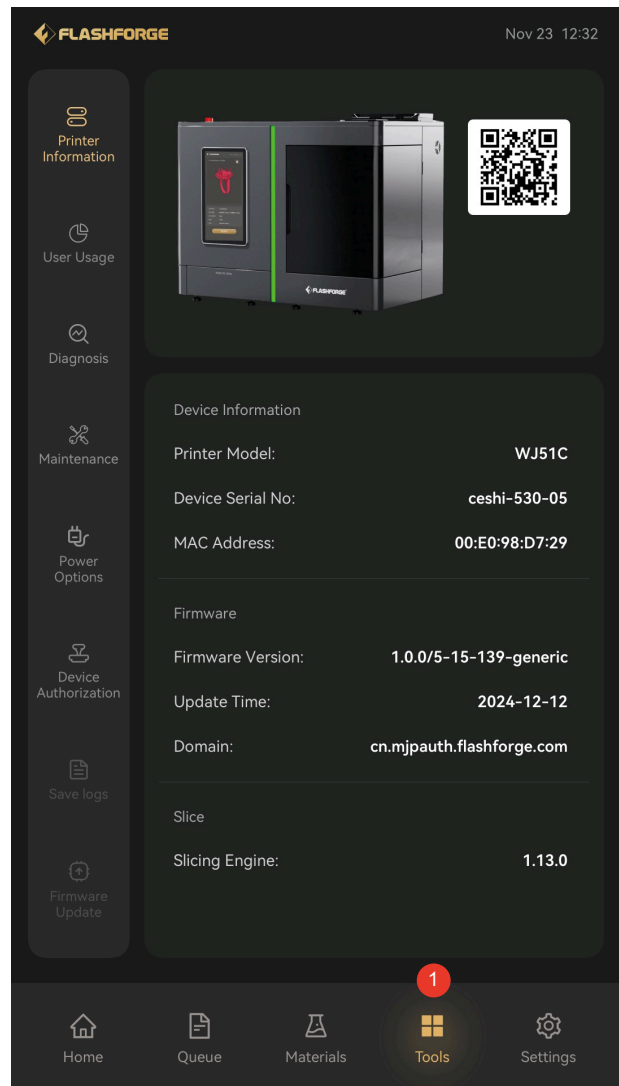 FLASHFORGE
Nov 23 12:32
Printer
Information
User Usage
Diagnosis
Maintenance
Power
Options
Device
Authorization
Save logs
Firmware
Update
FLASHFORGE
Device Information
Printer Model: WJ51C
Device Serial No: ceshi-530-05
MAC Address: 00:E0:98:D7:29
Firmware
Firmware Version: 1.0.0/5-15-139-generic
Update Time: 2024-12-12
Domain: cn.mjpauth.flashforge.com
Slice
Slicing Engine: 1.13.0
1
Home
Queue
Materials
Tools
Settings